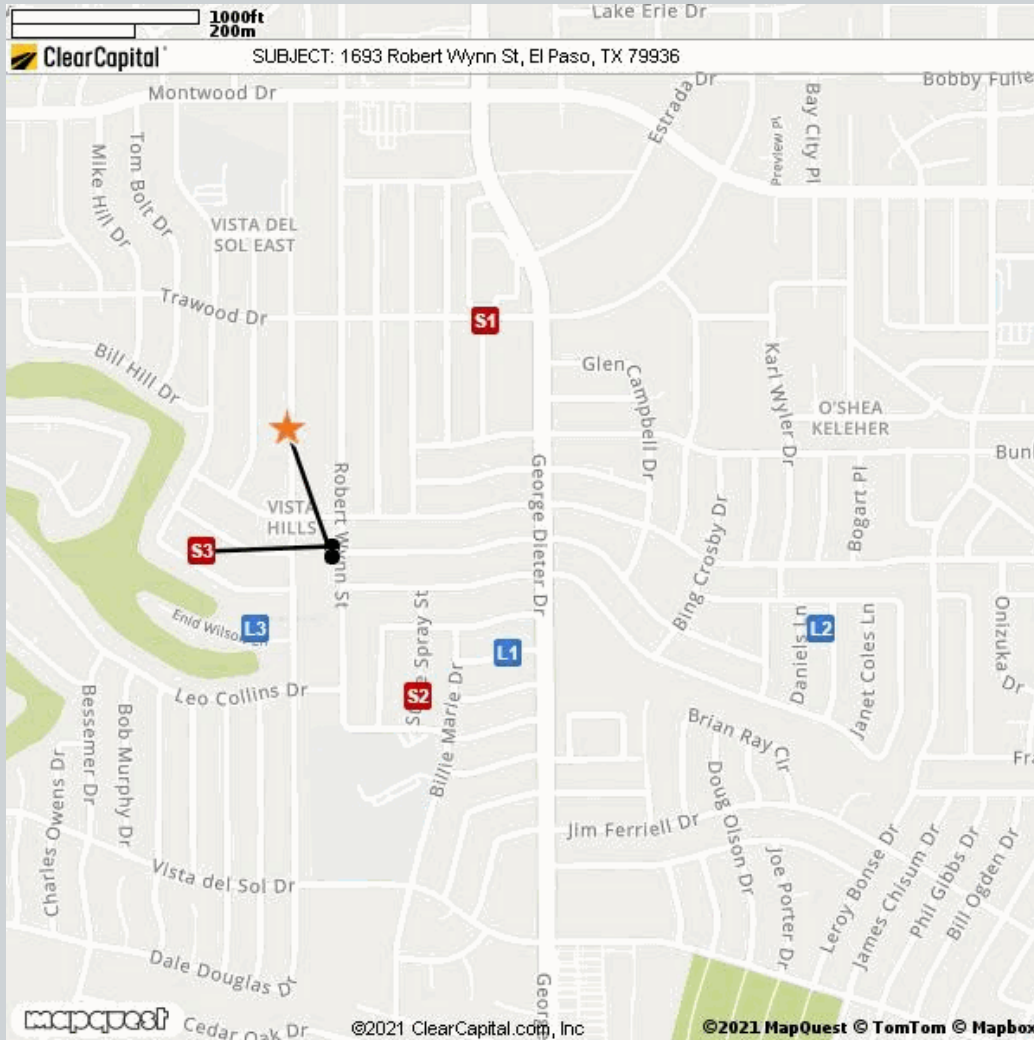 1000ft
200m
Lake Erie Dr
ClearCapital
SUBJECT: 1693 Robert Wynn St, El Paso, TX 79936
Montwood Dr
Bobby Fulle
Estrada Dr
Bay City Pl
Preview Pl
Tom Bolt Dr
Mike Hill Dr
VISTA DEL
SOL EAST
Trawood Dr
S1
Bill Hill Dr
Glen Campbell Dr
Karl Wyler Dr
O'SHEA
KELEHER
Robert Wynn St
George Dieter Dr
Bunk
Bogart Pl
VISTA
HILLS
S3
Bing Crosby Dr
Enid Wilson Ln
L3
Spray St
L1
L2
Daniels Ln
Janet Coles Ln
Onizuka Dr
S2
Leo Collins Dr
Billie Marie Dr
Bessemer Dr
Bob Murphy Dr
Charles Owens Dr
Brian Ray Cir
Doug Olson Dr
Fra
Jim Ferriell Dr
Joe Porter Dr
Leroy Bonse Dr
James Chisum Dr
Phil Gibbs Dr
Bill Ogden Dr
Vista del Sol Dr
Dale Douglas Dr
George
mapquest
Cedar Oak Dr
©2021 ClearCapital.com, Inc
©2021 MapQuest © TomTom © Mapbox